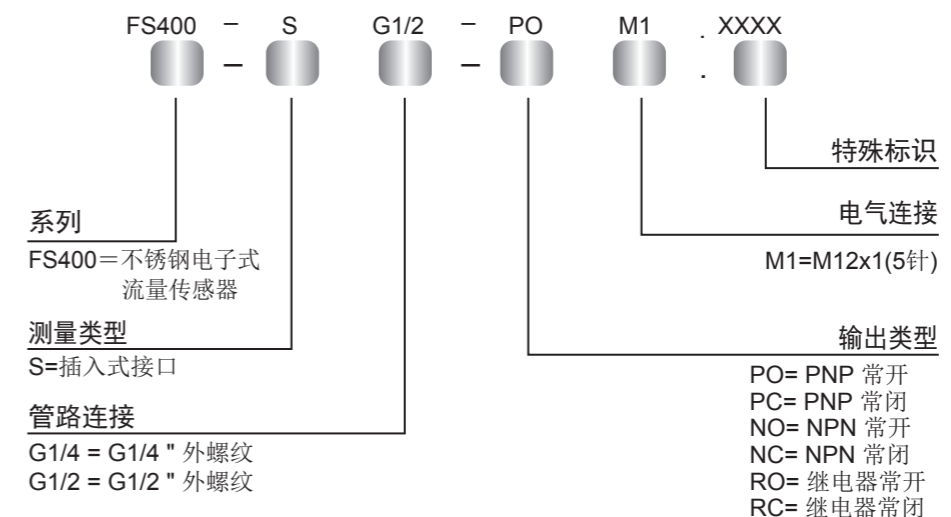 FS400 – S G1/2 – PO M1 . XXXX
– – .
特殊标识
系列
电气连接
FS400＝不锈钢电子式
流量传感器
M1=M12x1(5针)
测量类型
S=插入式接口
输出类型
PO= PNP 常开
PC= PNP 常闭
NO= NPN 常开
NC= NPN 常闭
RO= 继电器常开
RC= 继电器常闭
管路连接
G1/4 = G1/4 " 外螺纹
G1/2 = G1/2 " 外螺纹